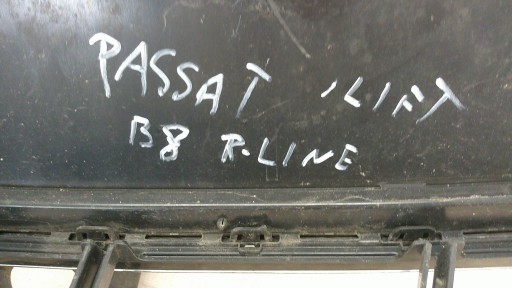 PASSAT LIFT
B8 R-LINE